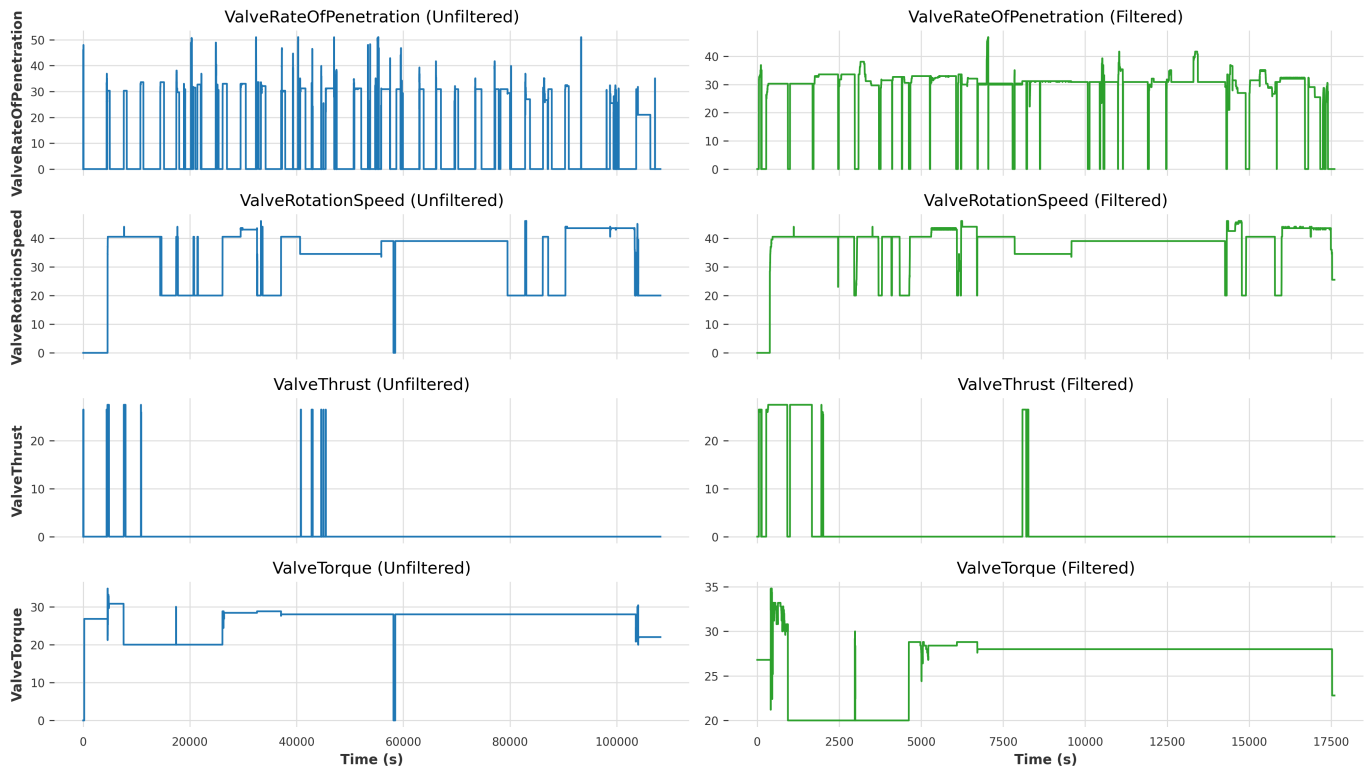 ValveRateOfPenetration (Unfiltered)
ValveRateOfPenetration
50
40
30
20
10
0
ValveRateOfPenetration (Filtered)
40
30
20
10
0
ValveRotationSpeed (Unfiltered)
ValveRotationSpeed
40
30
20
10
0
ValveRotationSpeed (Filtered)
40
30
20
10
0
ValveThrust (Unfiltered)
ValveThrust
20
10
0
ValveThrust (Filtered)
20
10
0
ValveTorque (Unfiltered)
ValveTorque
30
20
10
0
0 20000 40000 60000 80000 100000
Time (s)
ValveTorque (Filtered)
35
30
25
20
0 2500 5000 7500 10000 12500 15000 17500
Time (s)